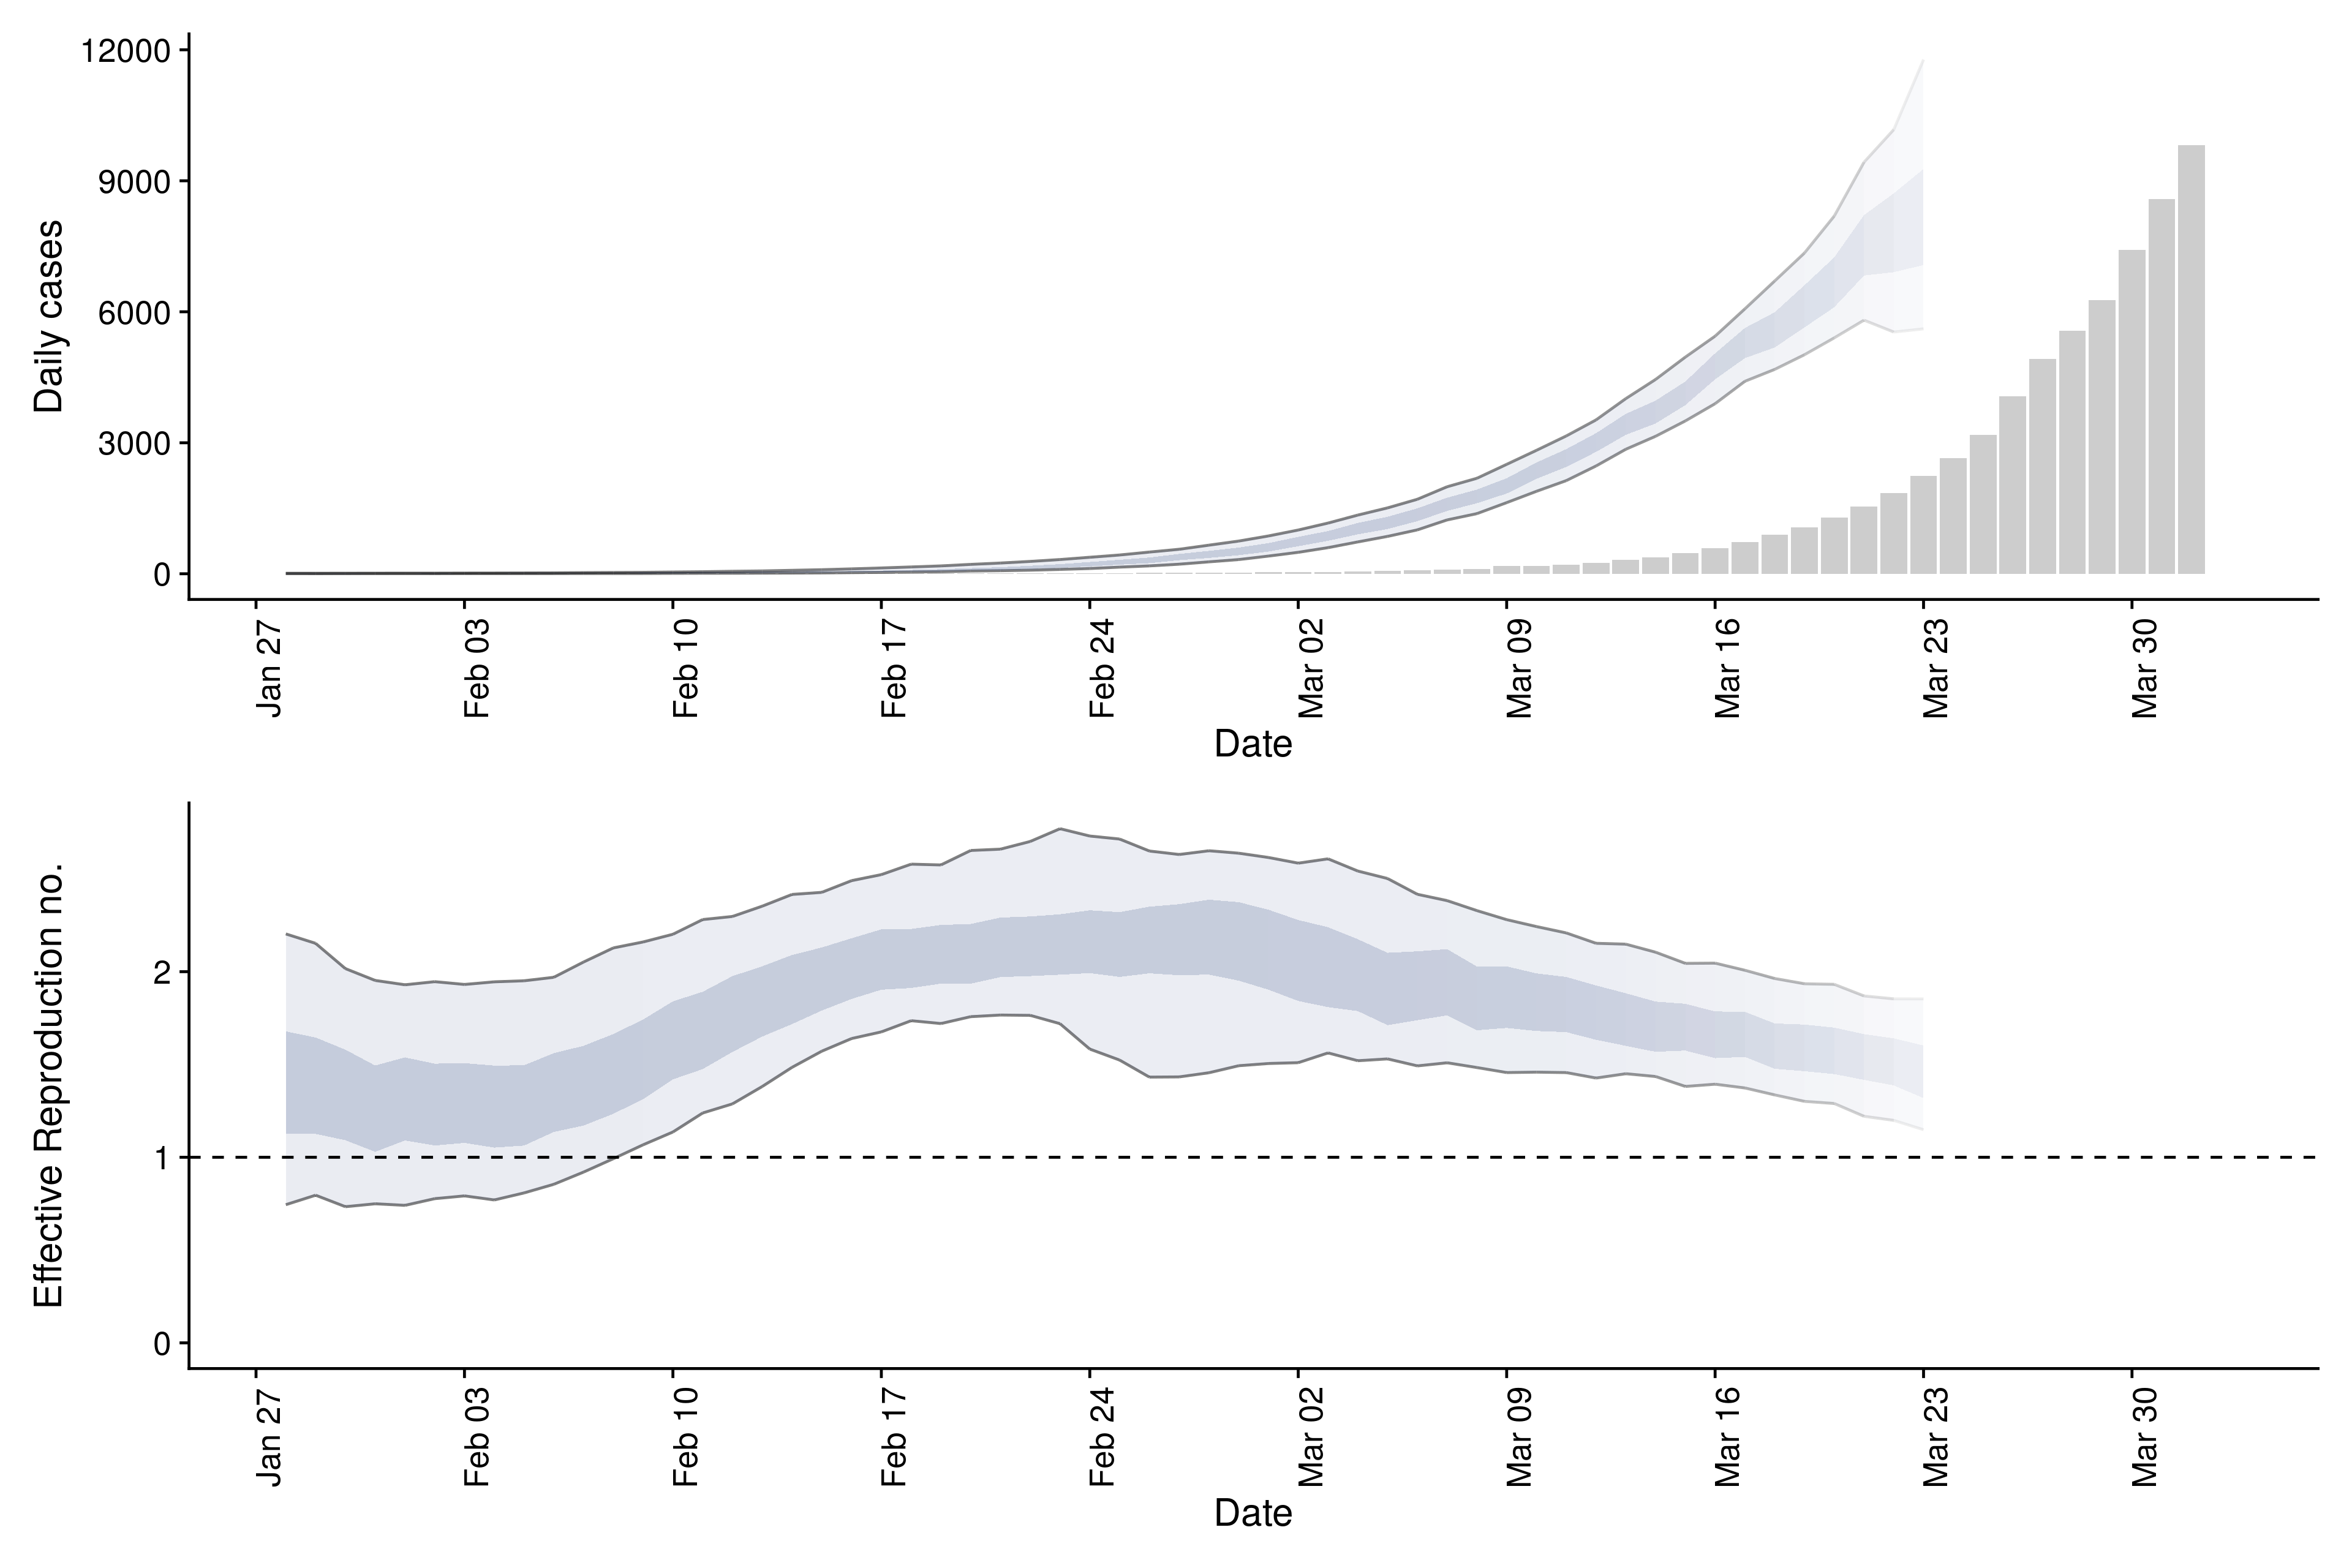 12000
9000
6000
3000
0
Daily cases
Jan 27
Feb 03
Feb 10
Feb 17
Feb 24
Mar 02
Mar 09
Mar 16
Mar 23
Mar 30
Date
2
1
0
Effective Reproduction no.
Jan 27
Feb 03
Feb 10
Feb 17
Feb 24
Mar 02
Mar 09
Mar 16
Mar 23
Mar 30
Date